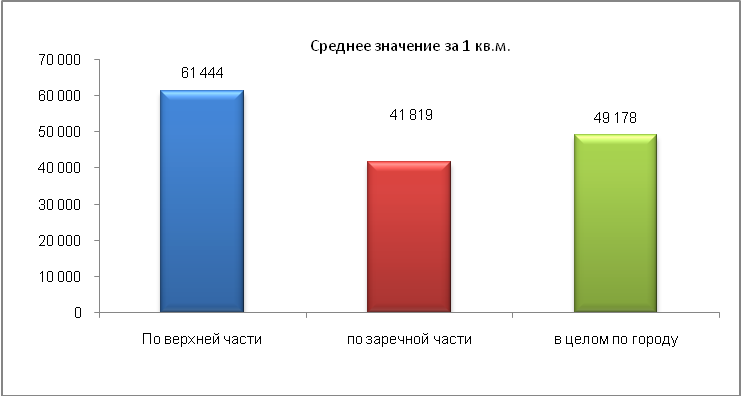 Среднее значение за 1 кв.м.
70 000
60 000
50 000
40 000
30 000
20 000
10 000
0
61 444
41 819
49 178
По верхней части
по заречной части
в целом по городу